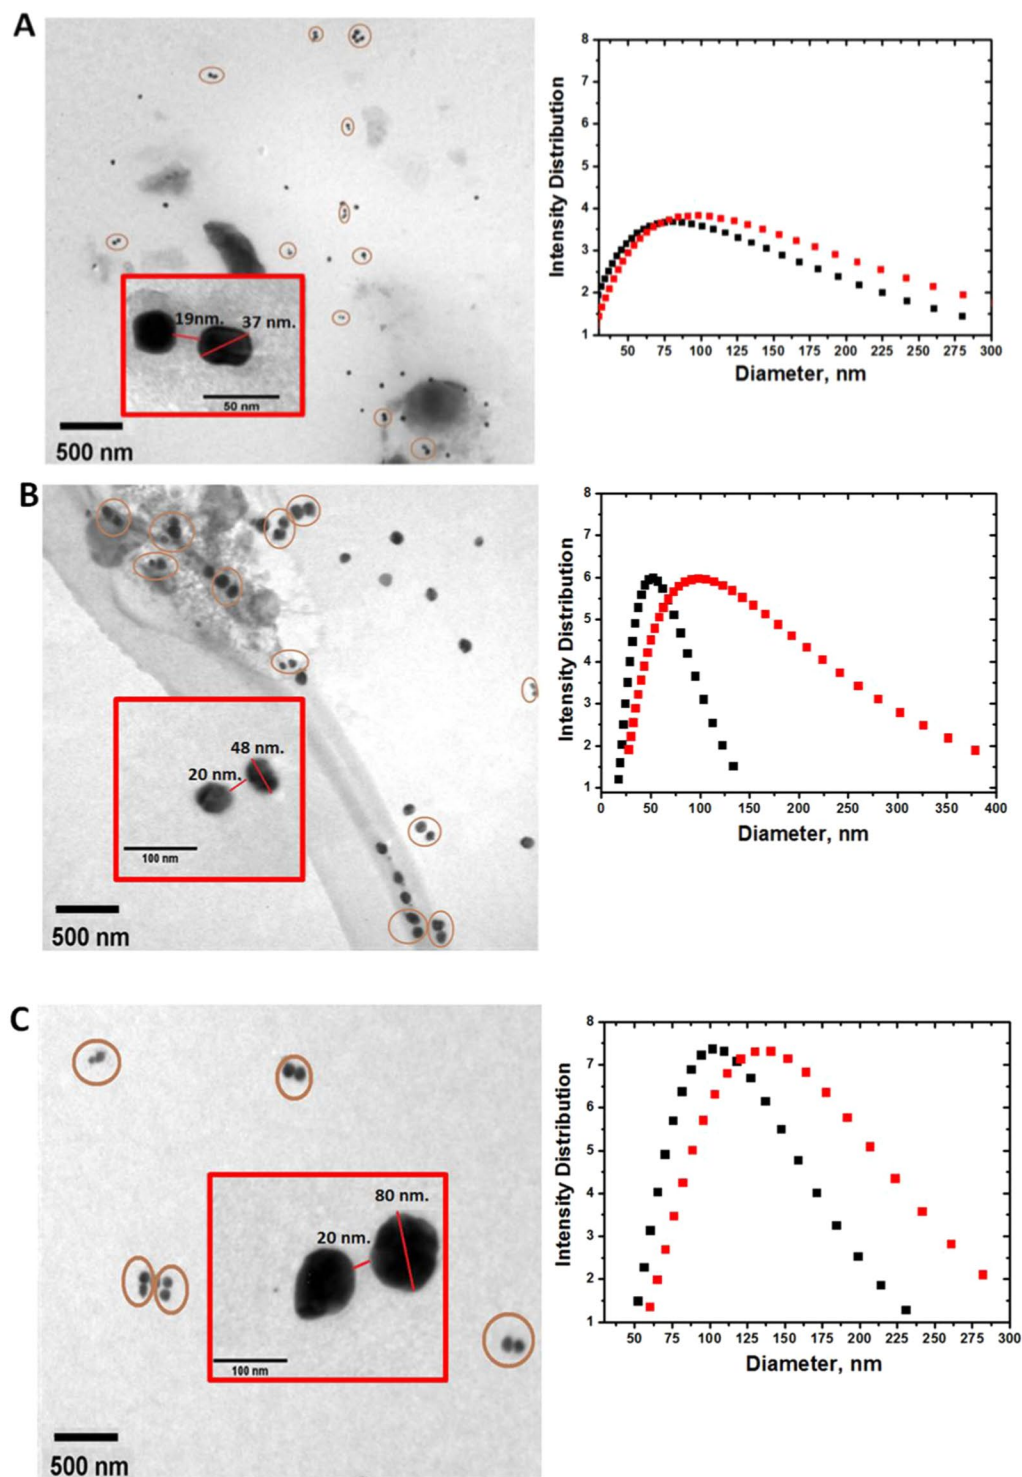 A
19nm.
37 nm.
50 nm
500 nm
Intensity Distribution
8
7
6
5
4
3
2
1
50 75 100 125 150 175 200 225 250 275 300
Diameter, nm
B
48 nm.
20 nm.
100 nm
500 nm
Intensity Distribution
8
7
6
5
4
3
2
1
0 50 100 150 200 250 300 350 400
Diameter, nm
C
80 nm.
20 nm.
100 nm
500 nm
Intensity Distribution
8
7
6
5
4
3
2
1
50 75 100 125 150 175 200 225 250 275 300
Diameter, nm